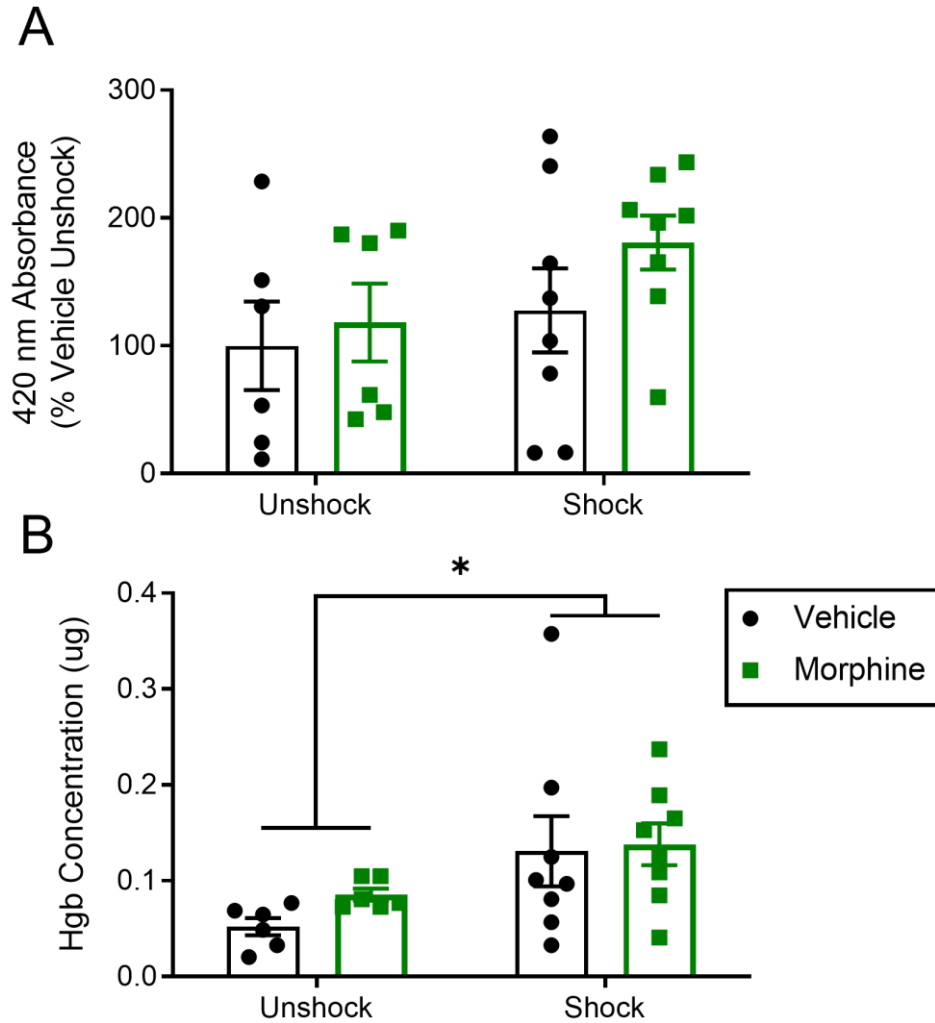 A
420 nm Absorbance
(% Vehicle Unshock)
300
200
100
0
Unshock
Shock
B
*
Hgb Concentration (ug)
0.4
0.3
0.2
0.1
0.0
Unshock
Shock
Vehicle
Morphine